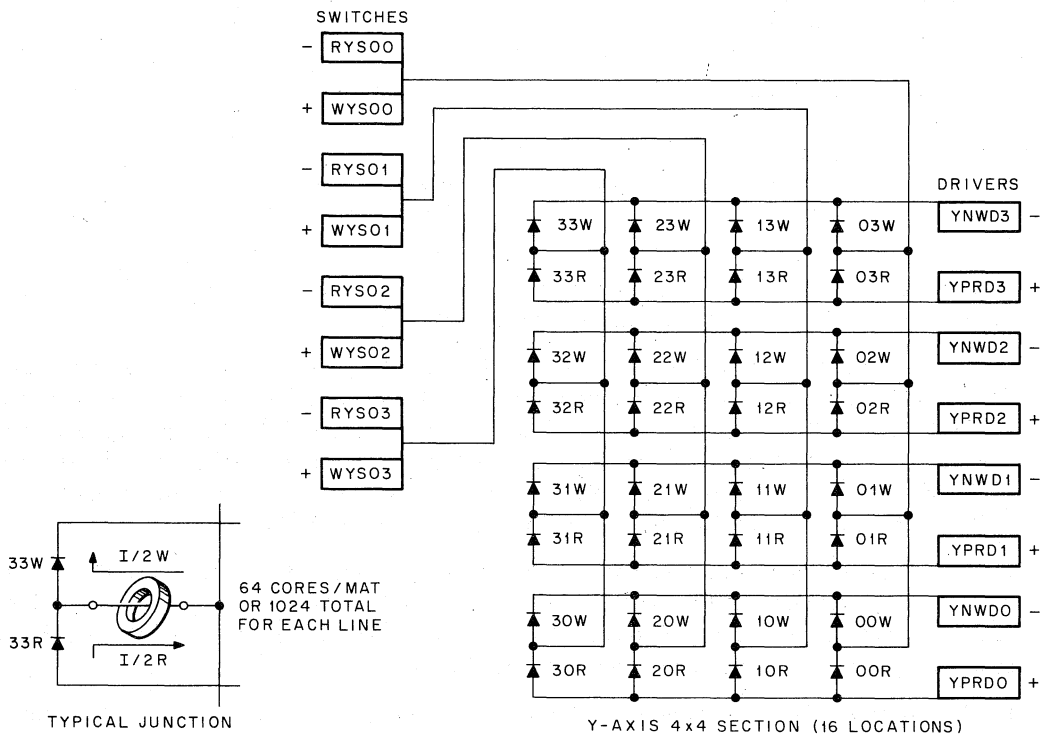 SWITCHES
- RYS00
+ WYS00
- RYS01
+ WYS01
- RYS02
+ WYS02
- RYS03
+ WYS03
DRIVERS
33W 23W 13W 03W YNWD3 -
33R 23R 13R 03R YPRD3 +
32W 22W 12W 02W YNWD2 -
32R 22R 12R 02R YPRD2 +
31W 21W 11W 01W YNWD1 -
31R 21R 11R 01R YPRD1 +
30W 20W 10W 00W YNWD0 -
30R 20R 10R 00R YPRD0 +
Y-AXIS 4x4 SECTION (16 LOCATIONS)
33W
I/2W
33R
I/2R
64 CORES/MAT
OR 1024 TOTAL
FOR EACH LINE
TYPICAL JUNCTION